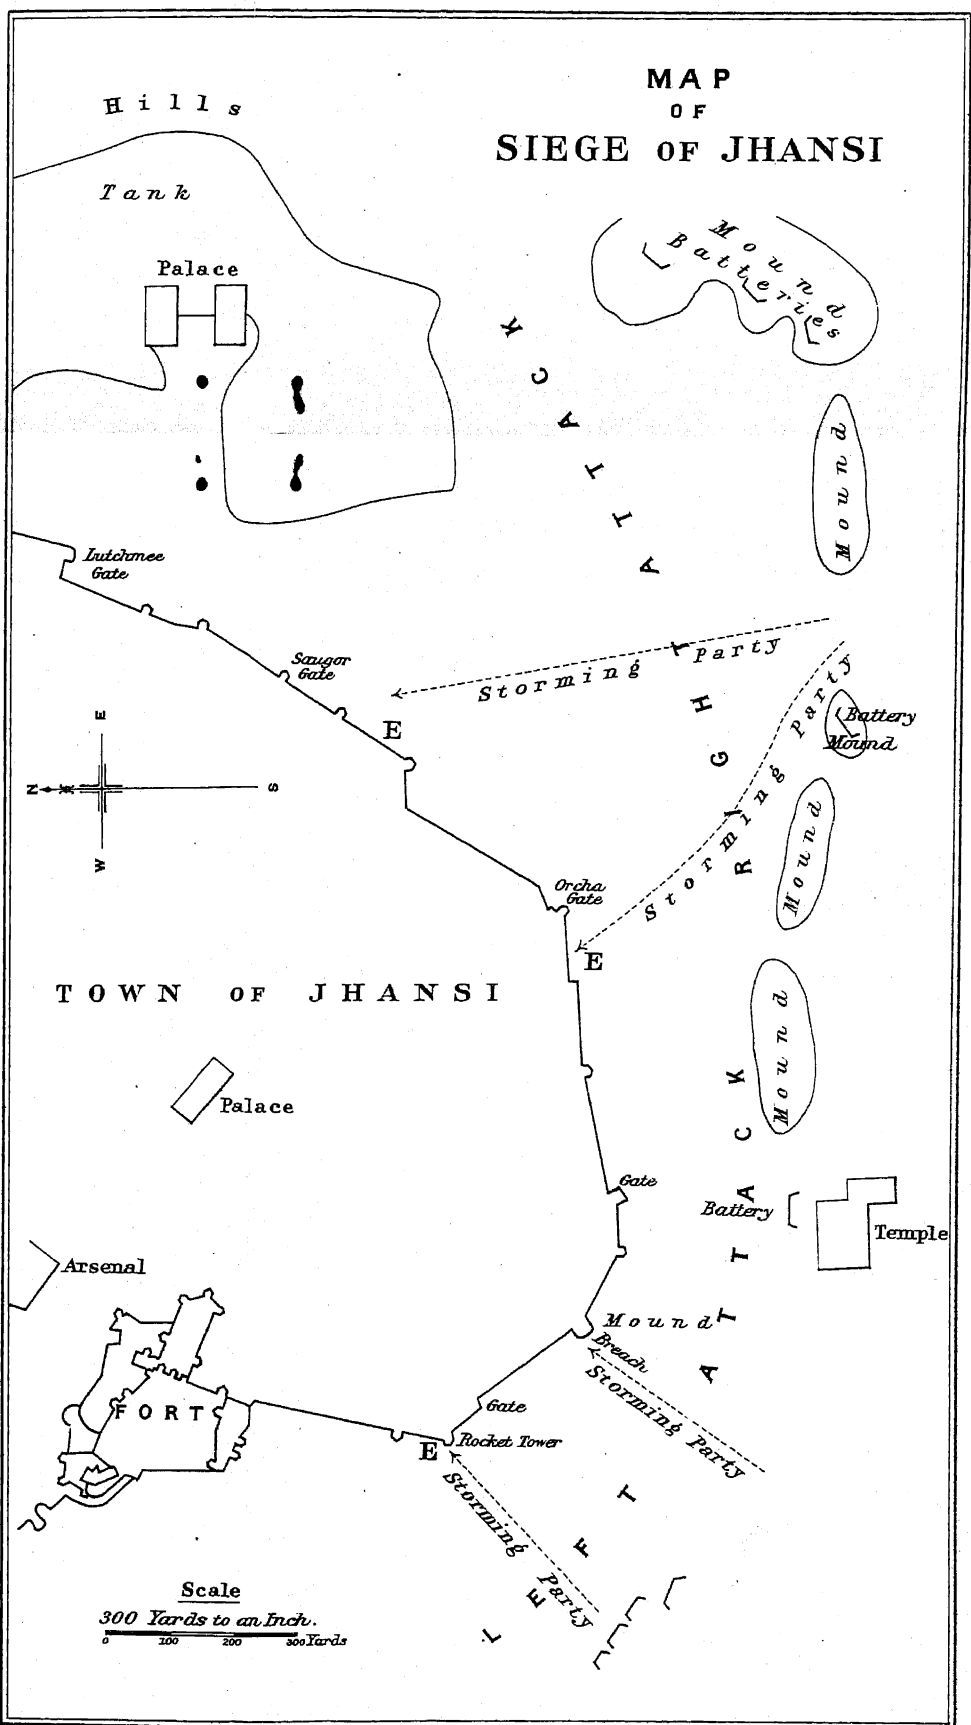 MAP
OF
SIEGE OF JHANSI
Hills
Tank
Palace
Mound
Batteries
Mound
RIGHT ATTACK
Lutchmee
Gate
Saugor
Gate
Storming Party
E
Storming Party
Battery
Mound
E
N
S
W
Mound
Orcha
Gate
E
TOWN OF JHANSI
Mound
Palace
Gate
Battery
Temple
LEFT ATTACK
Arsenal
Mound
Breach
Storming Party
FORT
Gate
E
Rocket Tower
Storming Party
Scale
300 Yards to an Inch.
0 100 200 300 Yards